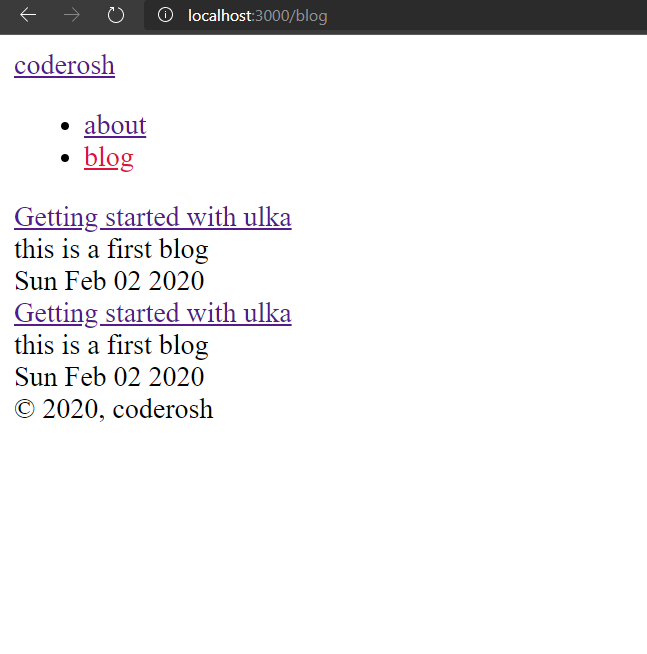 localhost:3000/blog
coderosh
about
blog
Getting started with ulka
this is a first blog
Sun Feb 02 2020
Getting started with ulka
this is a first blog
Sun Feb 02 2020
© 2020, coderosh